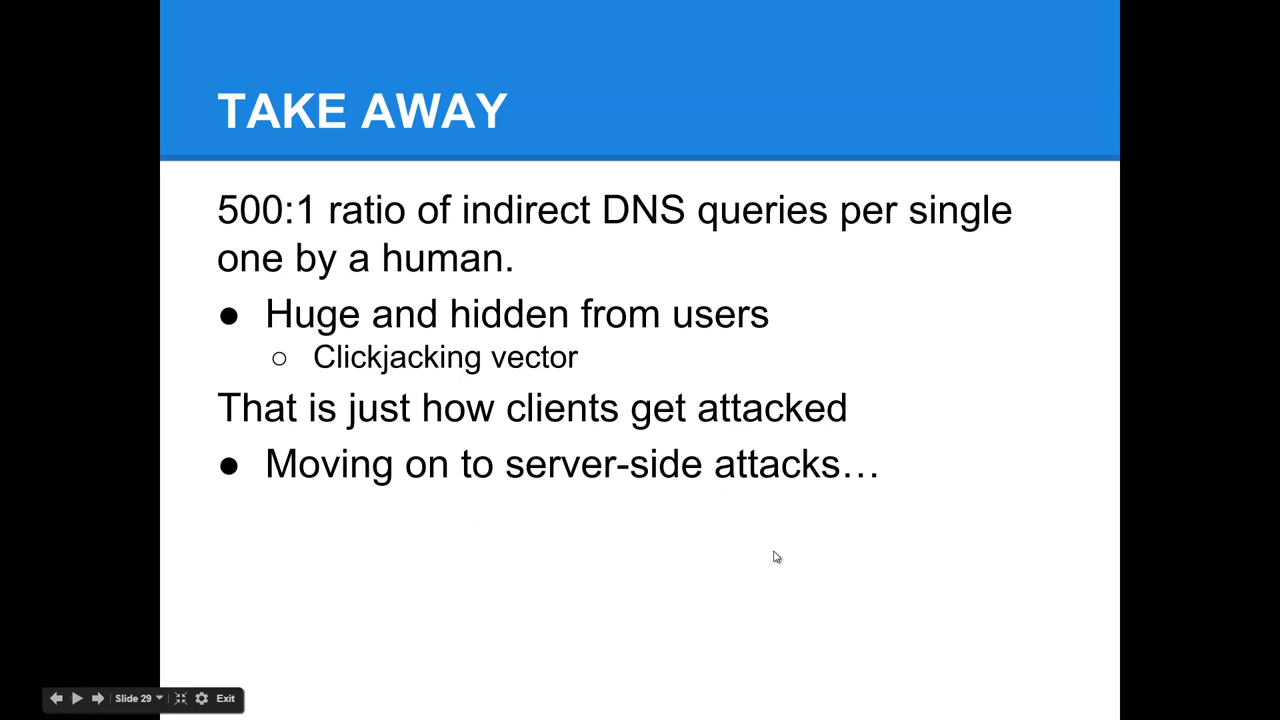 TAKE AWAY
500:1 ratio of indirect DNS queries per single
one by a human.
● Huge and hidden from users
○ Clickjacking vector
That is just how clients get attacked
● Moving on to server-side attacks…
Slide 29
Exit